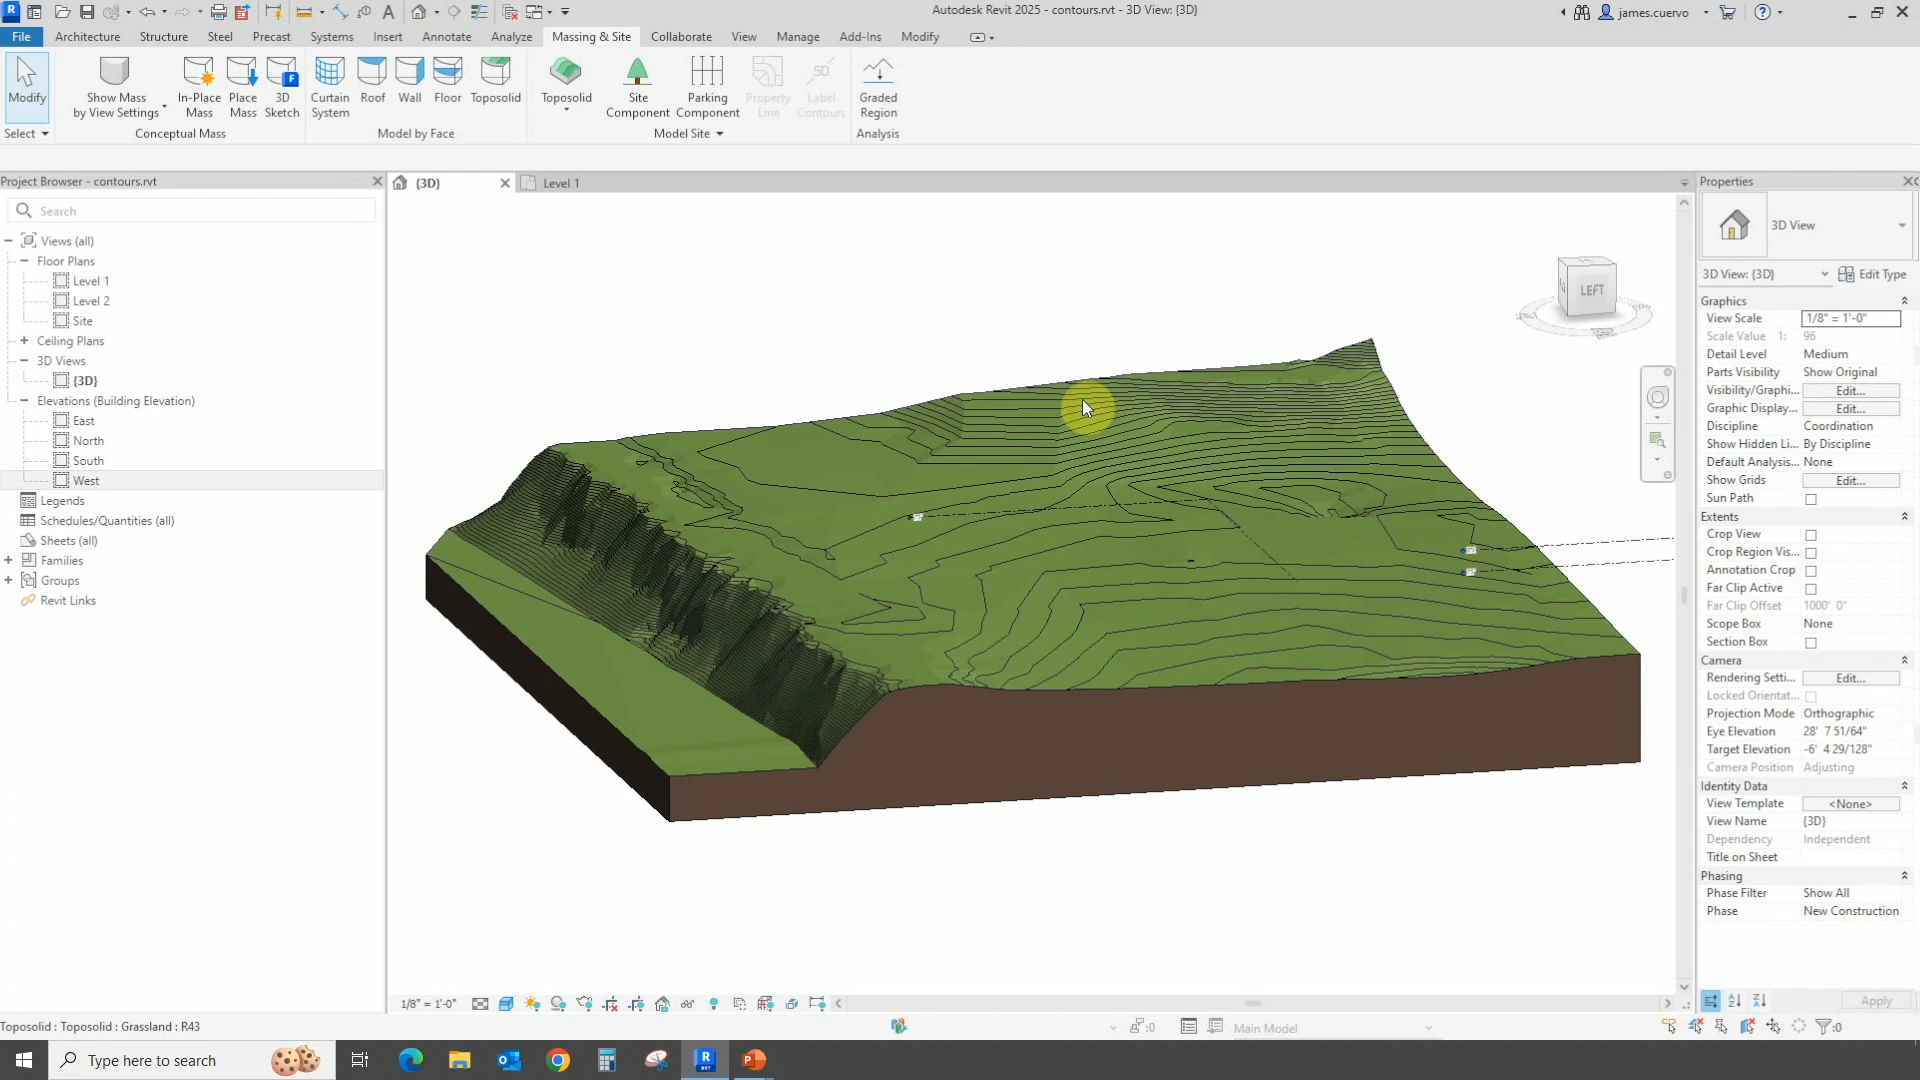 Autodesk Revit 2025 - contours.rvt - 3D View: {3D}
james.cuervo
File Architecture Structure Steel Precast Systems Insert Annotate Analyze Massing & Site Collaborate View Manage Add-Ins Modify
Modify
Show Mass
by View Settings
In-Place
Mass
Place
Mass
3D
Sketch
Curtain
System
Roof
Wall
Floor
Toposolid
Toposolid
Site
Component
Parking
Component
Property
Line
Label
Contours
Graded
Region
Select
Conceptual Mass
Model by Face
Model Site
Analysis
Project Browser - contours.rvt
Search
Views (all)
Floor Plans
Level 1
Level 2
Site
Ceiling Plans
3D Views
{3D}
Elevations (Building Elevation)
East
North
South
West
Legends
Schedules/Quantities (all)
Sheets (all)
Families
Groups
Revit Links
{3D}
Level 1
LEFT
Properties
3D View
3D View: {3D}
Edit Type
Graphics
View Scale 1/8" = 1'-0"
Scale Value 1: 96
Detail Level Medium
Parts Visibility Show Original
Visibility/Graphi... Edit...
Graphic Display... Edit...
Discipline Coordination
Show Hidden Li... By Discipline
Default Analysis... None
Show Grids Edit...
Sun Path
Extents
Crop View
Crop Region Vis...
Annotation Crop
Far Clip Active
Far Clip Offset 1000' 0"
Scope Box None
Section Box
Camera
Rendering Setti... Edit...
Locked Orientat...
Projection Mode Orthographic
Eye Elevation 28' 7 51/64"
Target Elevation -6' 4 29/128"
Camera Position Adjusting
Identity Data
View Template <None>
View Name {3D}
Dependency Independent
Title on Sheet
Phasing
Phase Filter Show All
Phase New Construction
Apply
1/8" = 1'-0"
Toposolid : Toposolid : Grassland : R43
:0
Main Model
:0
Type here to search